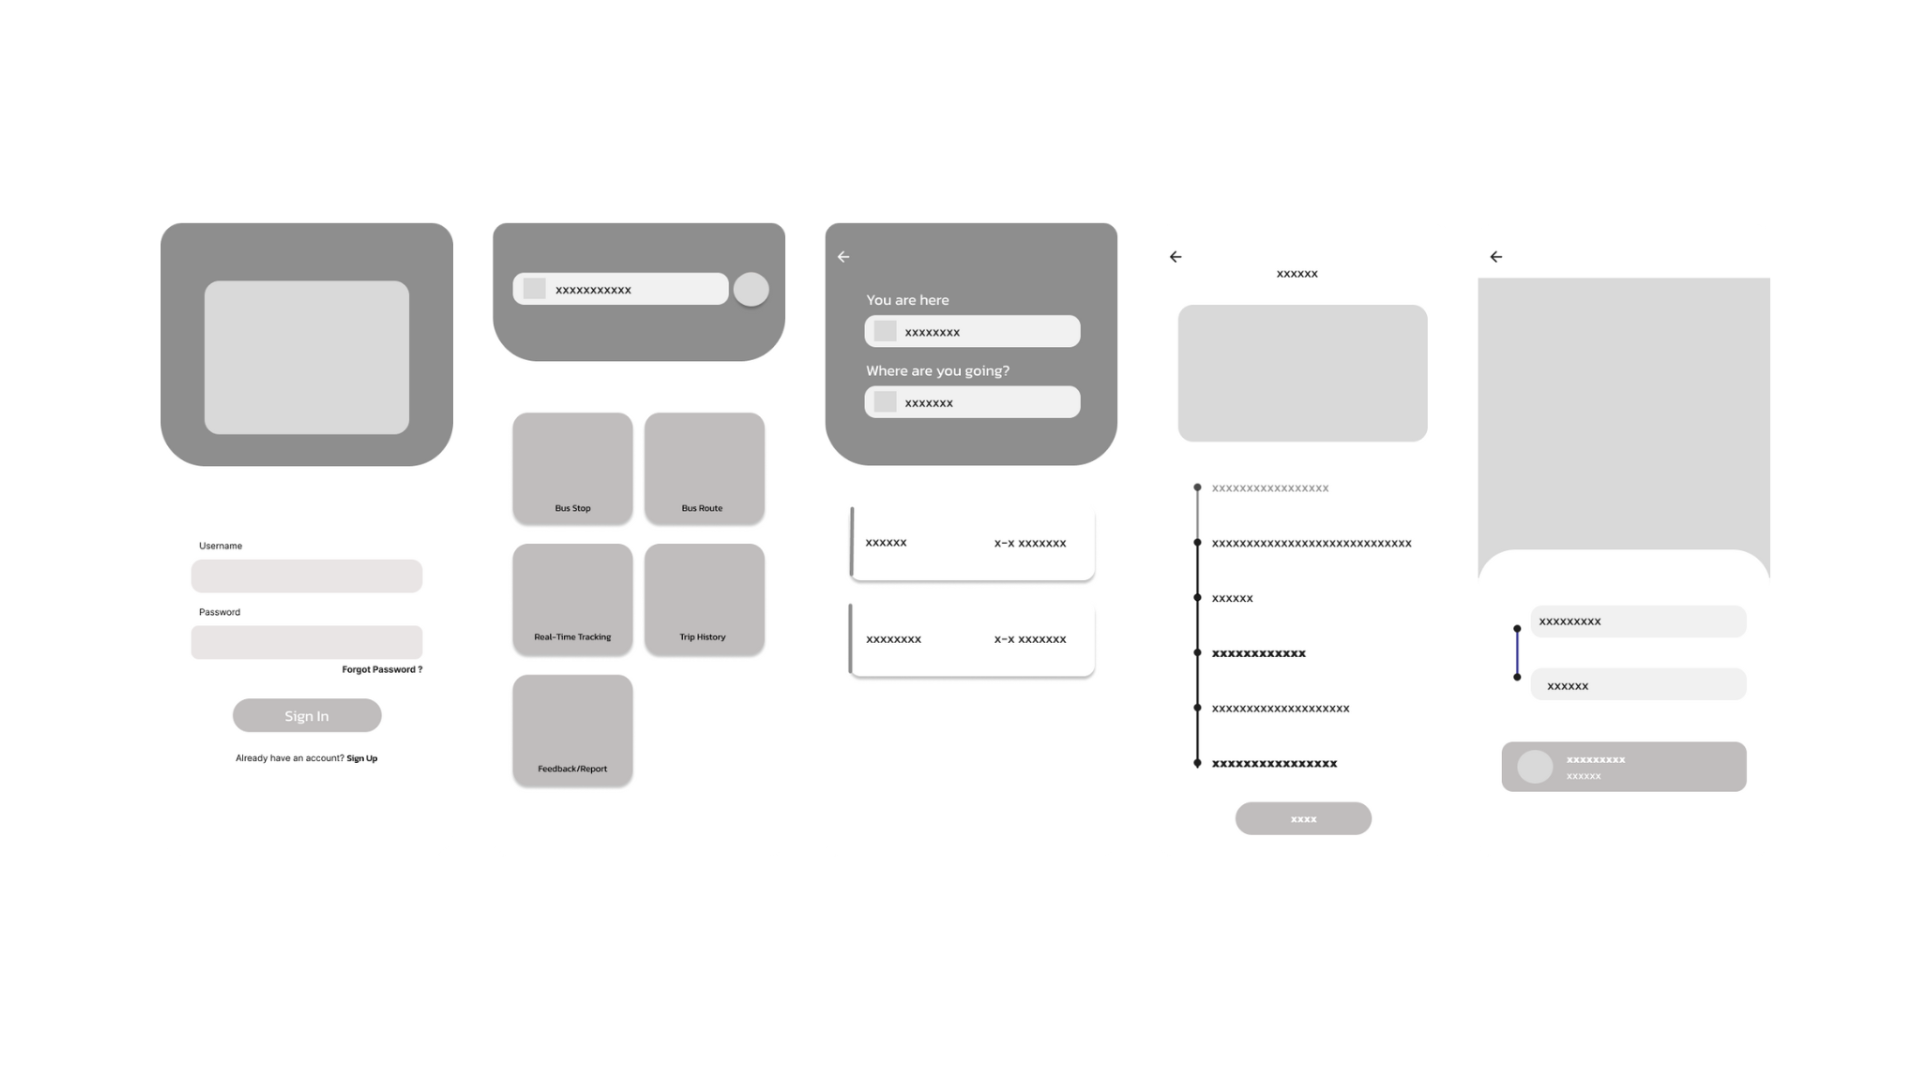 Username
Password
Forgot Password ?
Sign In
Already have an account? Sign Up
xxxxxxxxxxx
Bus Stop
Bus Route
Real-Time Tracking
Trip History
Feedback/Report
You are here
xxxxxxxx
Where are you going?
xxxxxxx
xxxxxx x-x xxxxxxx
xxxxxxxx x-x xxxxxxx
xxxxxx
xxxxxxxxxxxxxxxxx
xxxxxxxxxxxxxxxxxxxxxxxxxxxxx
xxxxxx
xxxxxxxxxxxx
xxxxxxxxxxxxxxxxxxxx
xxxxxxxxxxxxxxxx
xxxx
xxxxxxxxx
xxxxxx
xxxxxxxxx
xxxxxx